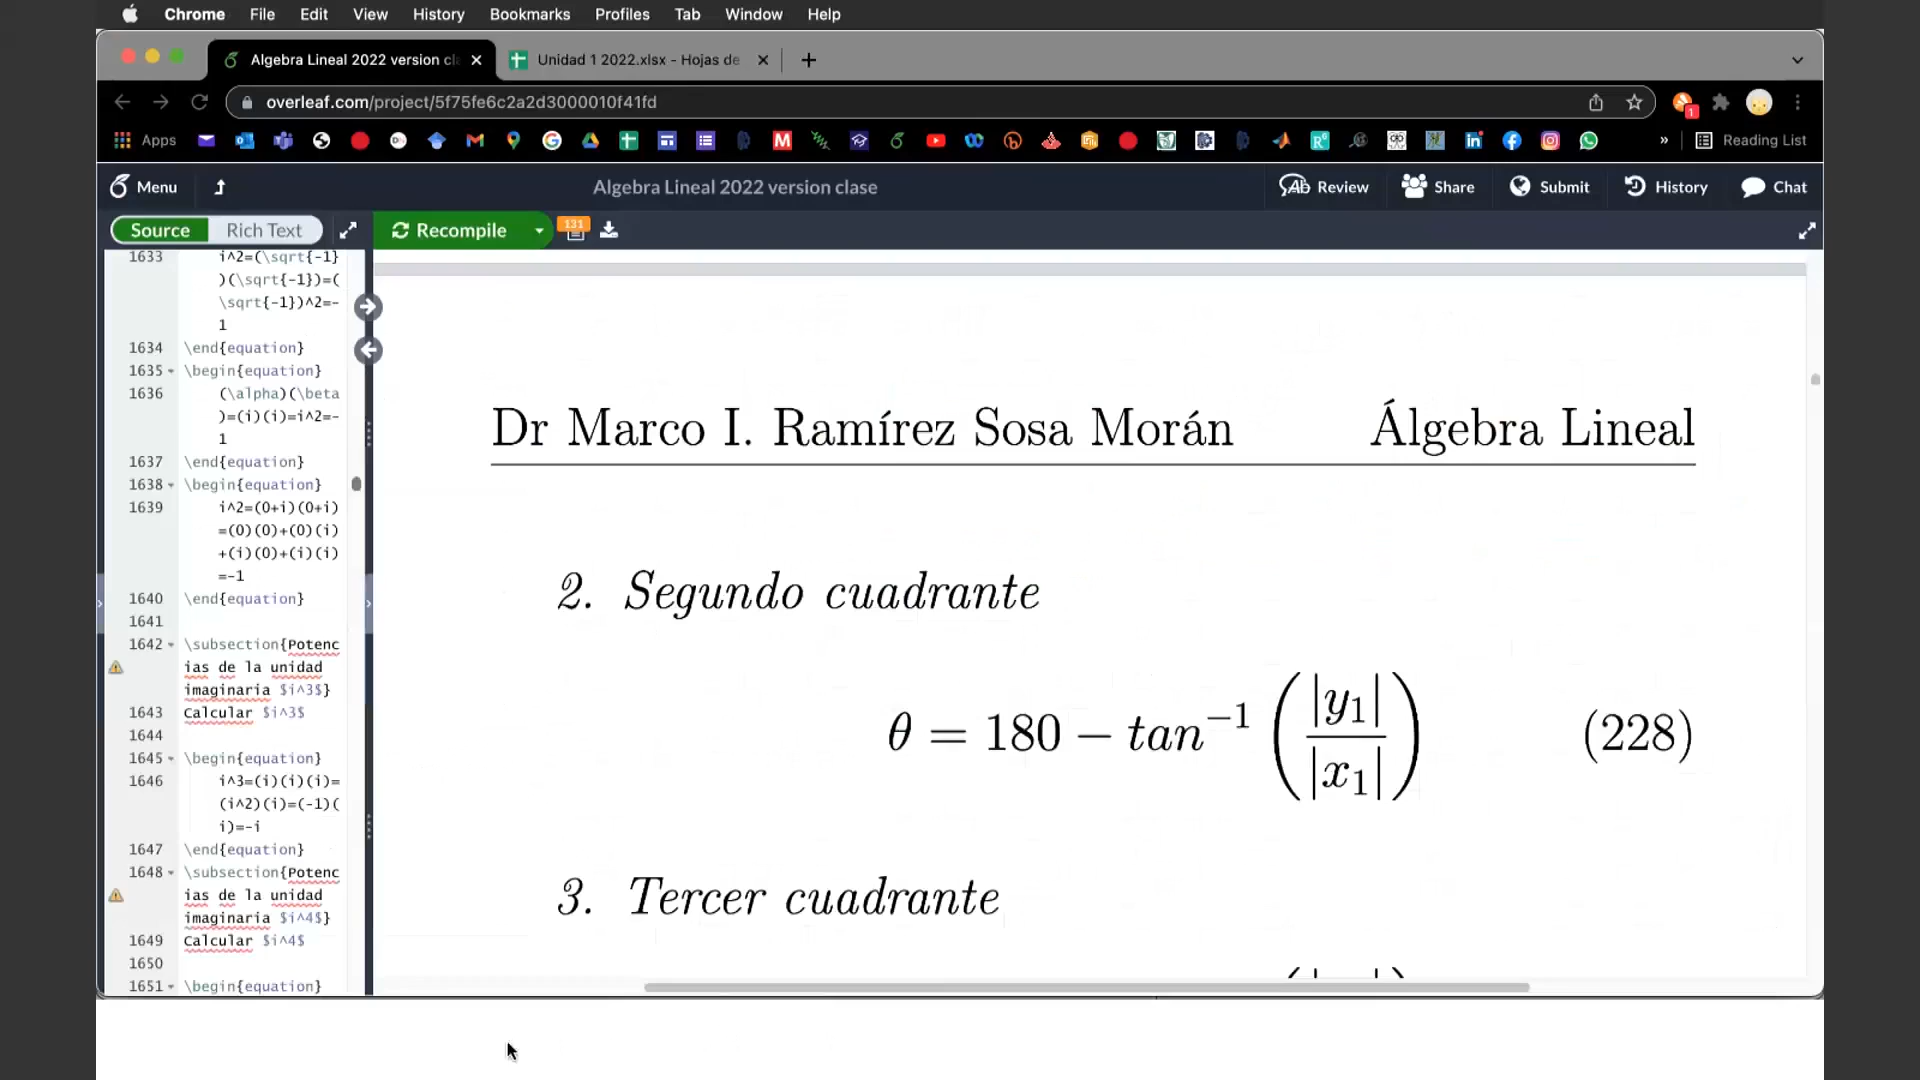 Chrome File Edit View History Bookmarks Profiles Tab Window Help
Algebra Lineal 2022 version cl
Unidad 1 2022.xlsx - Hojas de
overleaf.com/project/5f75fe6c2a2d3000010f41fd
1
Apps
Reading List
Menu
Algebra Lineal 2022 version clase
Review Share Submit History Chat
Source Rich Text Recompile 131
1633 i^2=(\sqrt{-1}
)(\sqrt{-1})=(
\sqrt{-1})^2=-
1
1634 \end{equation}
1635 \begin{equation}
1636 (\alpha)(\beta
)=(i)(i)=i^2=-
1
1637 \end{equation}
1638 \begin{equation}
1639 i^2=(0+i)(0+i)
=(0)(0)+(0)(i)
+(i)(0)+(i)(i)
=-1
1640 \end{equation}
1641
1642 \subsection{Potenc
ias de la unidad
imaginaria $i^3$}
1643 Calcular $i^3$
1644
1645 \begin{equation}
1646 i^3=(i)(i)(i)=
(i^2)(i)=(-1)(
i)=-i
1647 \end{equation}
1648 \subsection{Potenc
ias de la unidad
imaginaria $i^4$}
1649 Calcular $i^4$
1650
1651 \begin{equation}
Dr Marco I. Ramírez Sosa Morán Álgebra Lineal
2. Segundo cuadrante
θ = 180 − tan⁻¹ (|y₁| / |x₁|) (228)
3. Tercer cuadrante